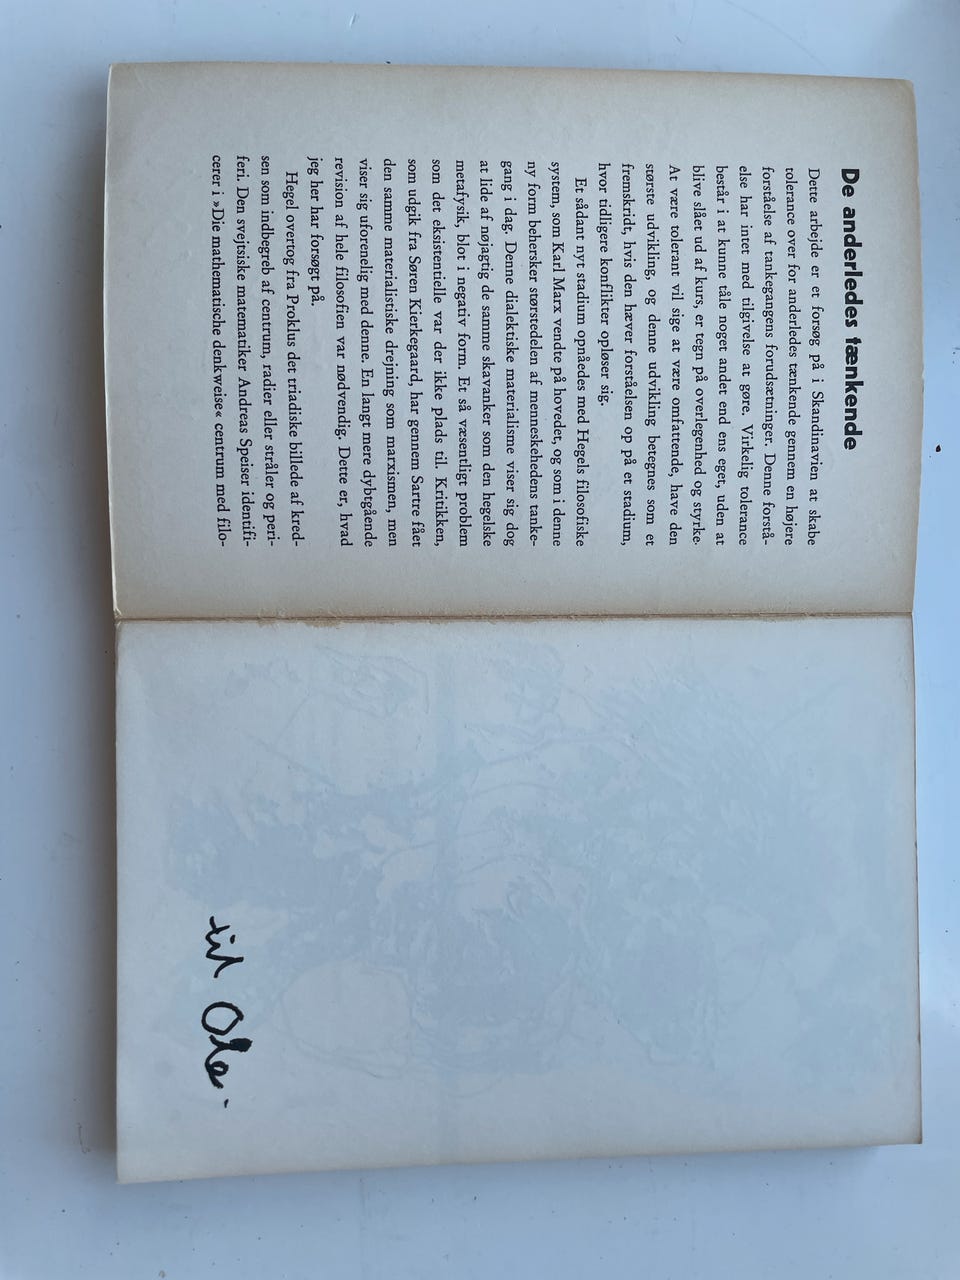 De anderledes tænkende
Dette arbejde er et forsøg på i Skandinavien at skabe
tolerance over for anderledes tænkende gennem en højere
forståelse af tankegangens forudsætninger. Denne forstå-
else har intet med tilgivelse at gøre. Virkelig tolerance
består i at kunne tåle noget andet end ens eget, uden at
blive slået ud af kurs, er tegn på overlegenhed og styrke.
At være tolerant vil sige at være omfattende, have den
største udvikling, og denne udvikling betegnes som et
fremskridt, hvis den hæver forståelsen op på et stadium,
hvor tidligere konflikter opløser sig.
Et sådant nyt stadium opnåedes med Hegels filosofiske
system, som Karl Marx vendte på hovedet, og som i denne
ny form behersker størstedelen af menneskehedens tanke-
gang i dag. Denne dialektiske materialisme viser sig dog
at lide af nøjagtig de samme skavanker som den hegelske
metafysik, blot i negativ form. Et så væsentligt problem
som det eksistentielle var der ikke plads til. Kritikken,
som udgik fra Søren Kierkegaard, har gennem Sartre fået
den samme materialistiske drejning som marxismen, men
viser sig uforenelig med denne. En langt mere dybtgående
revision af hele filosofien var nødvendig. Dette er, hvad
jeg her har forsøgt på.
Hegel overtog fra Proklus det triadiske billede af kred-
sen som indbegreb af centrum, radier eller stråler og peri-
feri. Den svejtsiske matematiker Andreas Speiser identifi-
cerer i »Die mathematische denkweise« centrum med filo-
til Ole.